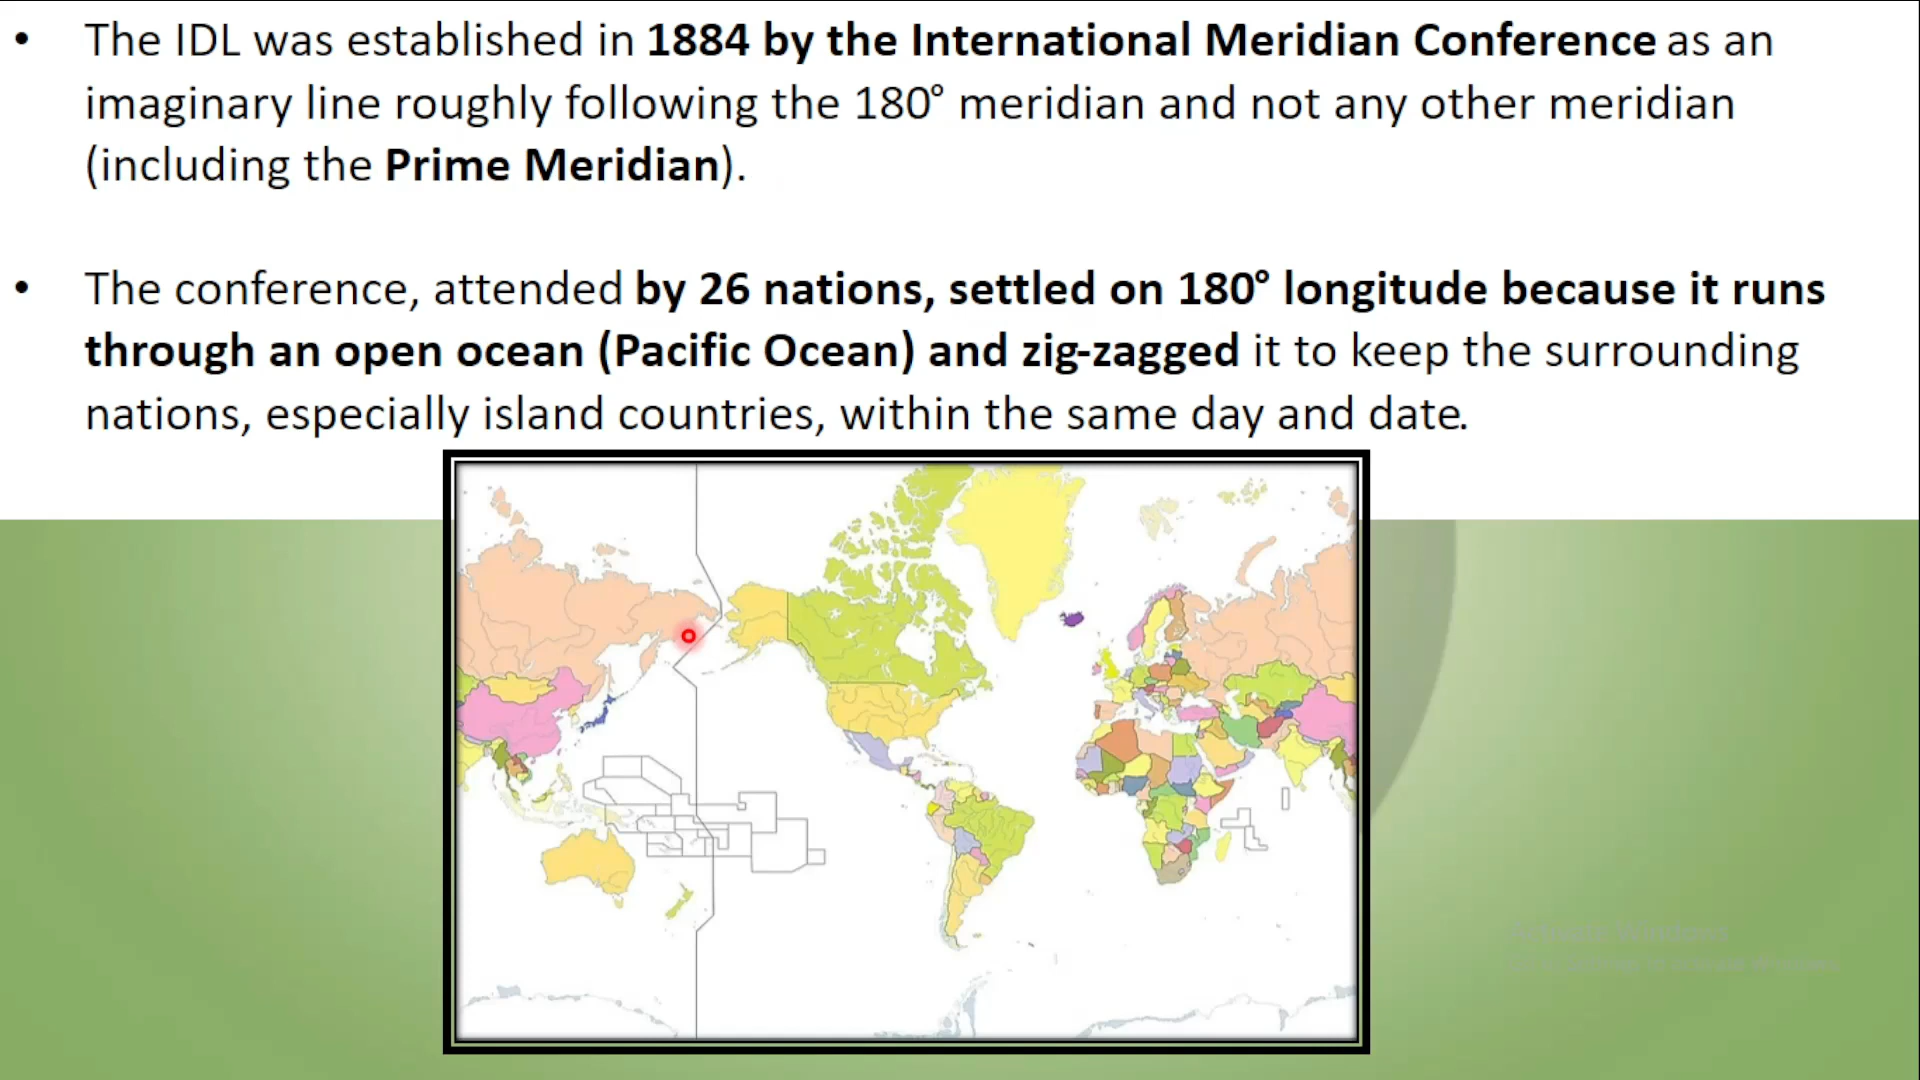 • The IDL was established in 1884 by the International Meridian Conference as an
imaginary line roughly following the 180° meridian and not any other meridian
(including the Prime Meridian).
• The conference, attended by 26 nations, settled on 180° longitude because it runs
through an open ocean (Pacific Ocean) and zig-zagged it to keep the surrounding
nations, especially island countries, within the same day and date.
Activate Windows